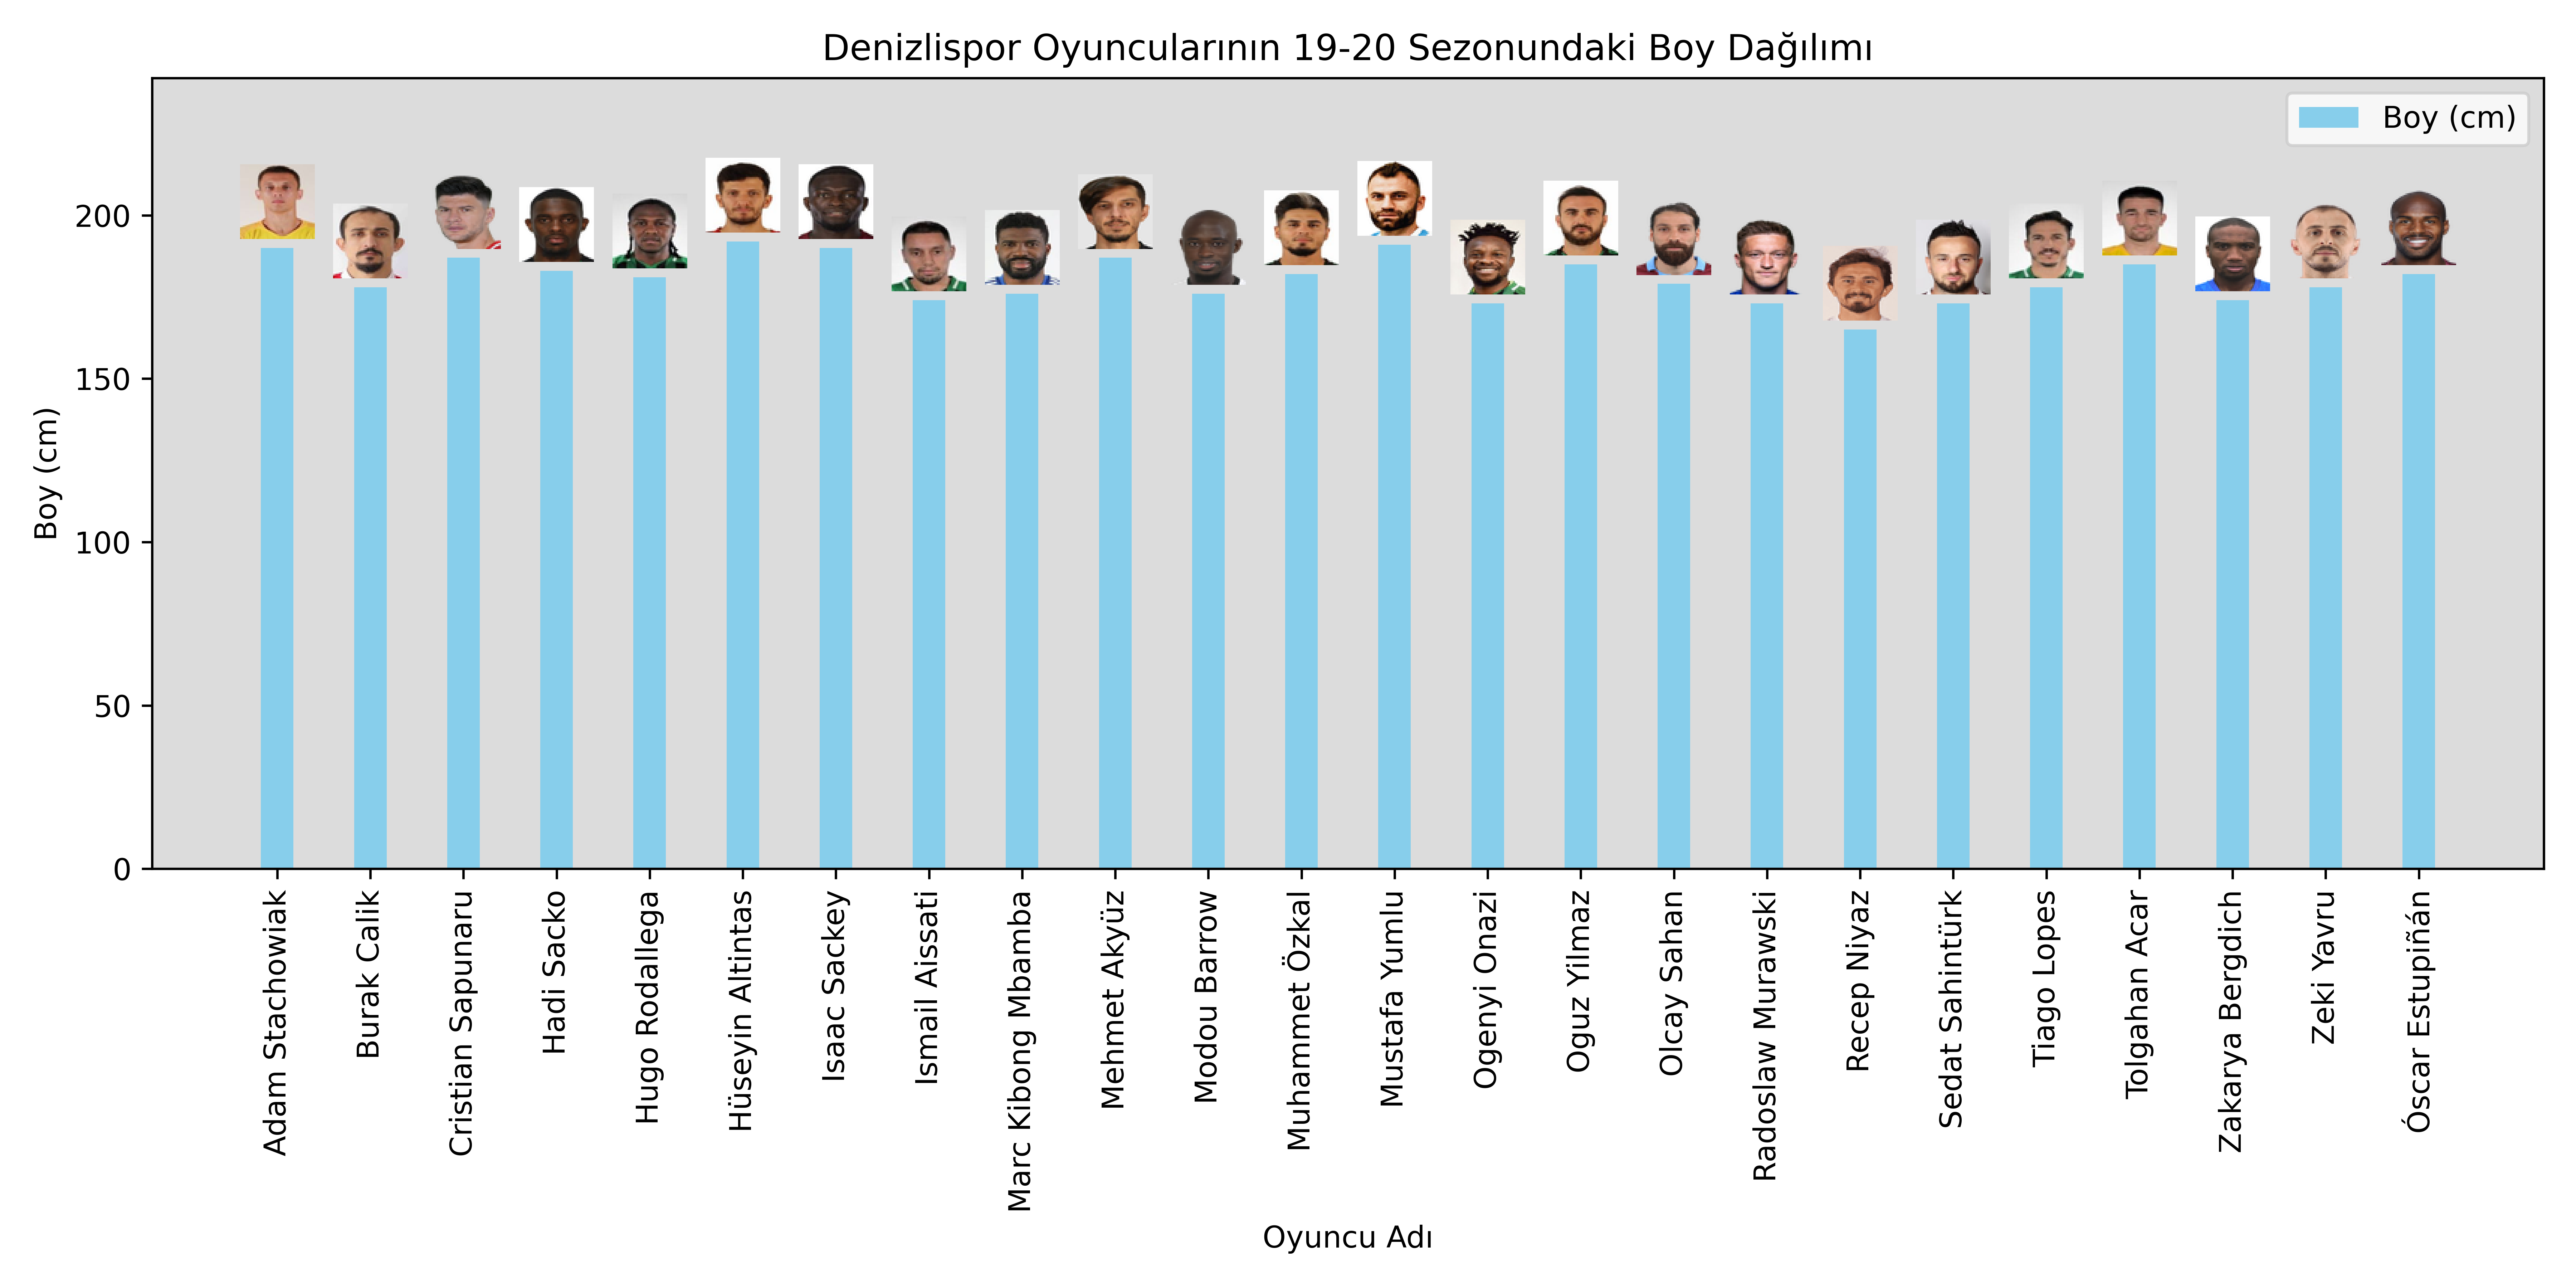 Denizlispor Oyuncularının 19-20 Sezonundaki Boy Dağılımı
Boy (cm)
Boy (cm)
200
150
100
50
0
Adam Stachowiak
Burak Calik
Cristian Sapunaru
Hadi Sacko
Hugo Rodallega
Hüseyin Altintas
Isaac Sackey
Ismail Aissati
Marc Kibong Mbamba
Mehmet Akyüz
Modou Barrow
Muhammet Özkal
Mustafa Yumlu
Ogenyi Onazi
Oguz Yilmaz
Olcay Sahan
Radoslaw Murawski
Recep Niyaz
Sedat Sahintürk
Tiago Lopes
Tolgahan Acar
Zakarya Bergdich
Zeki Yavru
Óscar Estupiñán
Oyuncu Adı